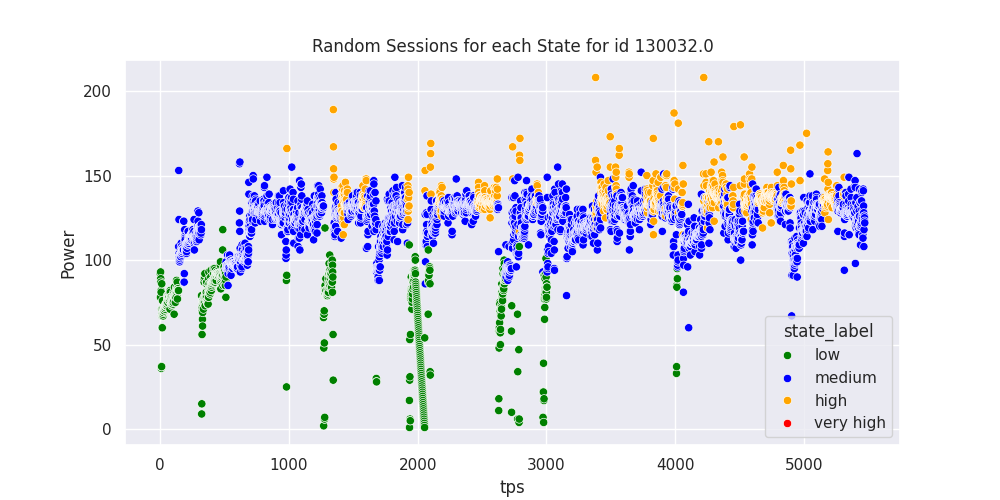 Random Sessions for each State for id 130032.0
Power
200
150
100
50
0
state_label
low
medium
high
very high
0 1000 2000 3000 4000 5000
tps